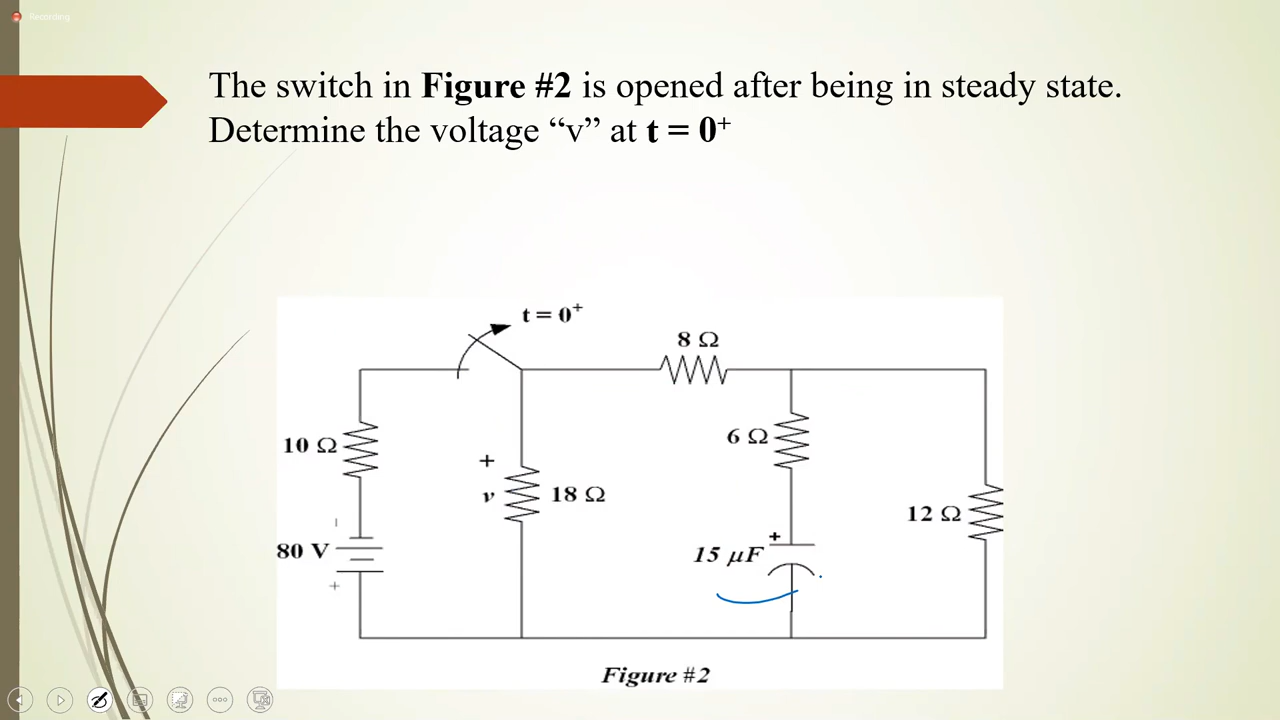 Recording
The switch in Figure #2 is opened after being in steady state.
Determine the voltage “v” at t = 0⁺
t = 0⁺
8 Ω
10 Ω
6 Ω
+
v
18 Ω
12 Ω
80 V
+
+
15 μF
Figure #2